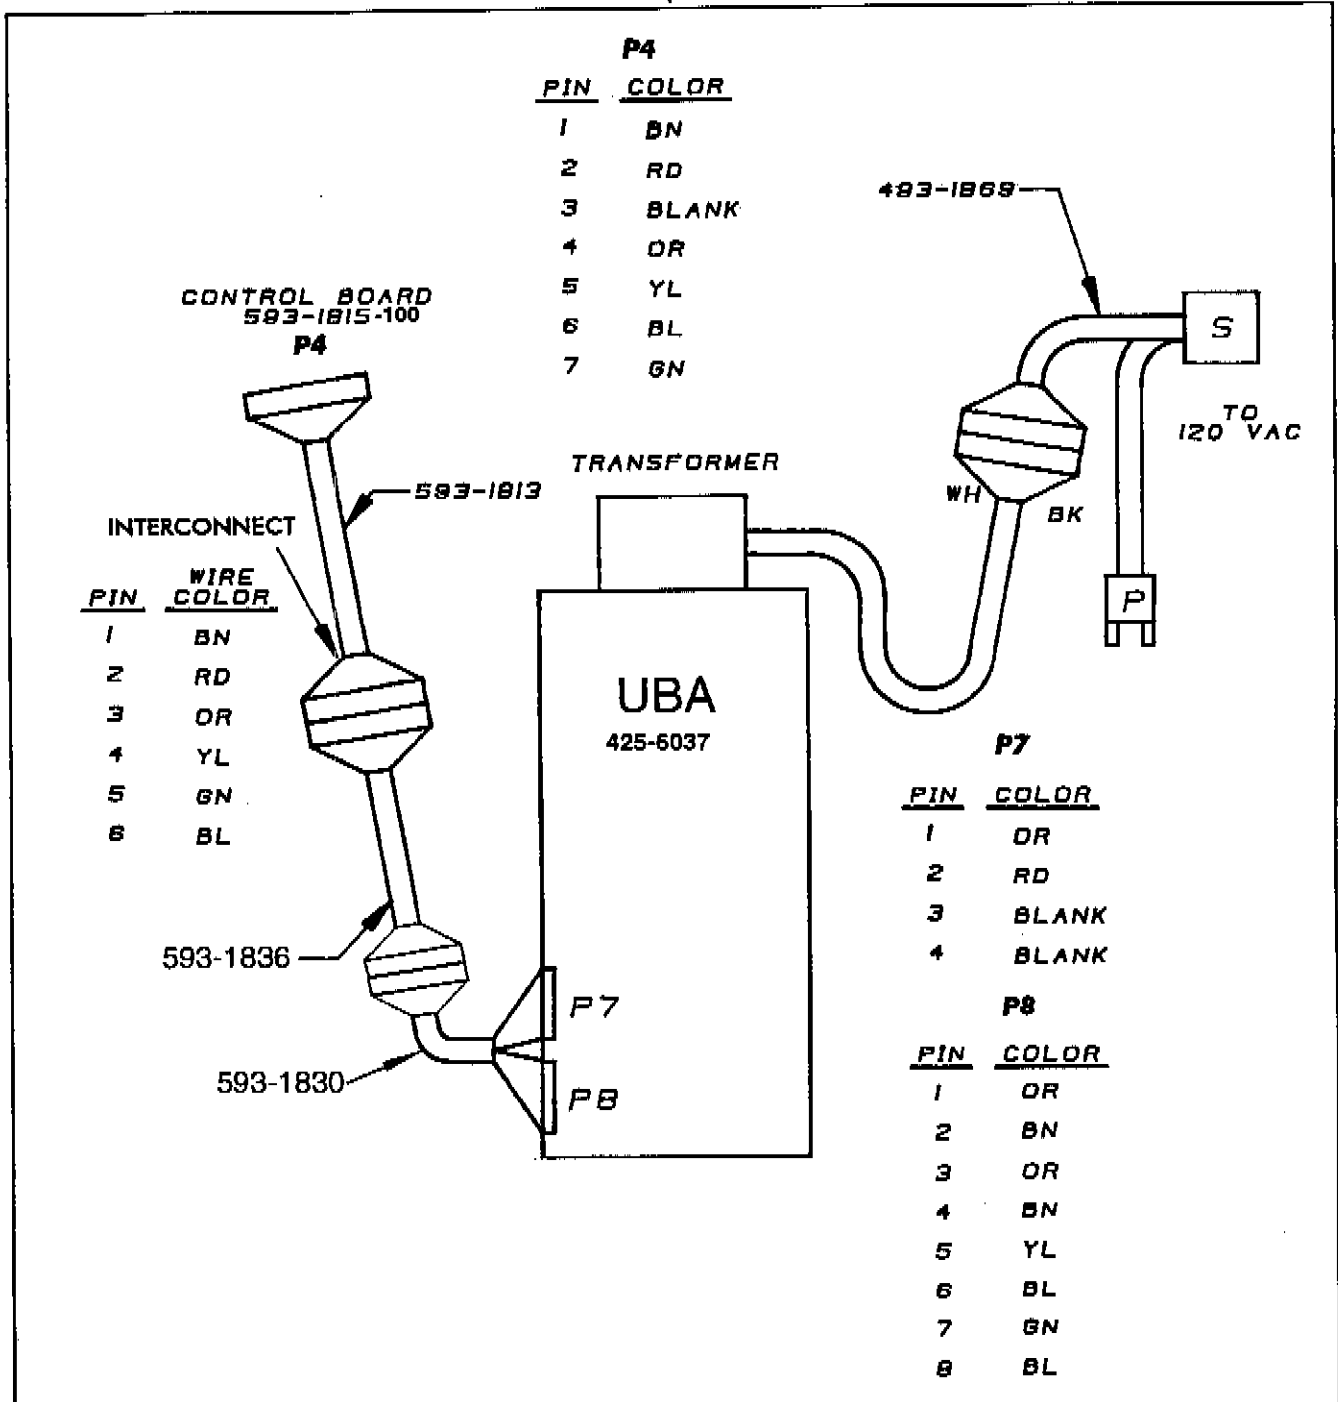 P4
PIN COLOR
1 BN
2 RD
3 BLANK
4 OR
5 YL
6 BL
7 GN
493-1869
S
TO
120 VAC
CONTROL BOARD
593-1815-100
P4
593-1813
INTERCONNECT
WIRE
PIN COLOR
1 BN
2 RD
3 OR
4 YL
5 GN
6 BL
593-1836
593-1830
TRANSFORMER
WH
BK
P
UBA
425-6037
P7
P8
P7
PIN COLOR
1 OR
2 RD
3 BLANK
4 BLANK
P8
PIN COLOR
1 OR
2 BN
3 OR
4 BN
5 YL
6 BL
7 GN
8 BL